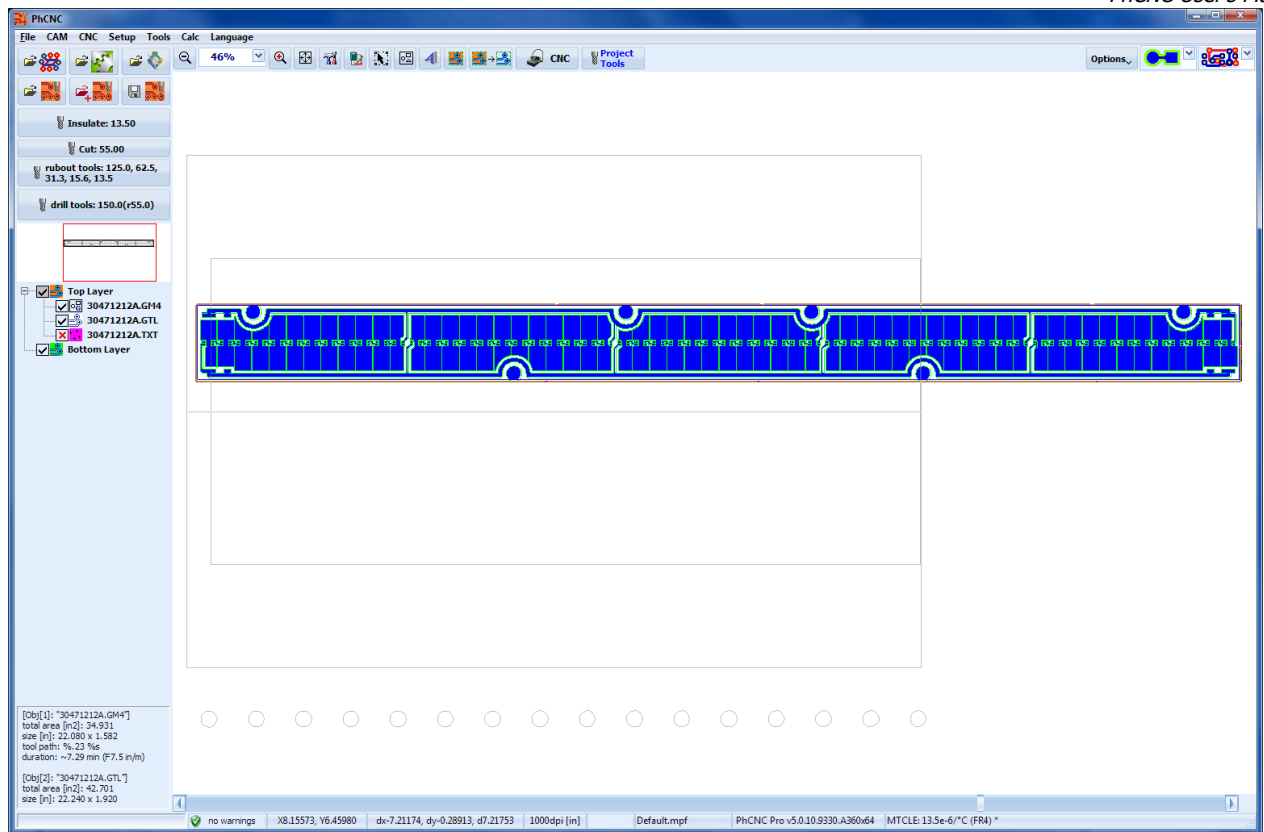 PhCNC
File CAM CNC Setup Tools Calc Language
46% CNC Project Tools Options
Insulate: 13.50
Cut: 55.00
rubout tools: 125.0, 62.5,
31.3, 15.6, 13.5
drill tools: 150.0(r55.0)
Top Layer
30471212A.GM4
30471212A.GTL
30471212A.TXT
Bottom Layer
[Obj[1]: "30471212A.GM4"]
total area [in2]: 34.931
size [in]: 22.080 x 1.582
tool path: %.23 %s
duration: ~7.29 min (F7.5 in/m)
[Obj[2]: "30471212A.GTL"]
total area [in2]: 42.701
size [in]: 22.240 x 1.920
no warnings X8.15573, Y6.45980 dx-7.21174, dy-0.28913, d7.21753 1000dpi [in] Default.mpf PhCNC Pro v5.0.10.9330.A360x64 MTCLE: 13.5e-6/°C (FR4) *